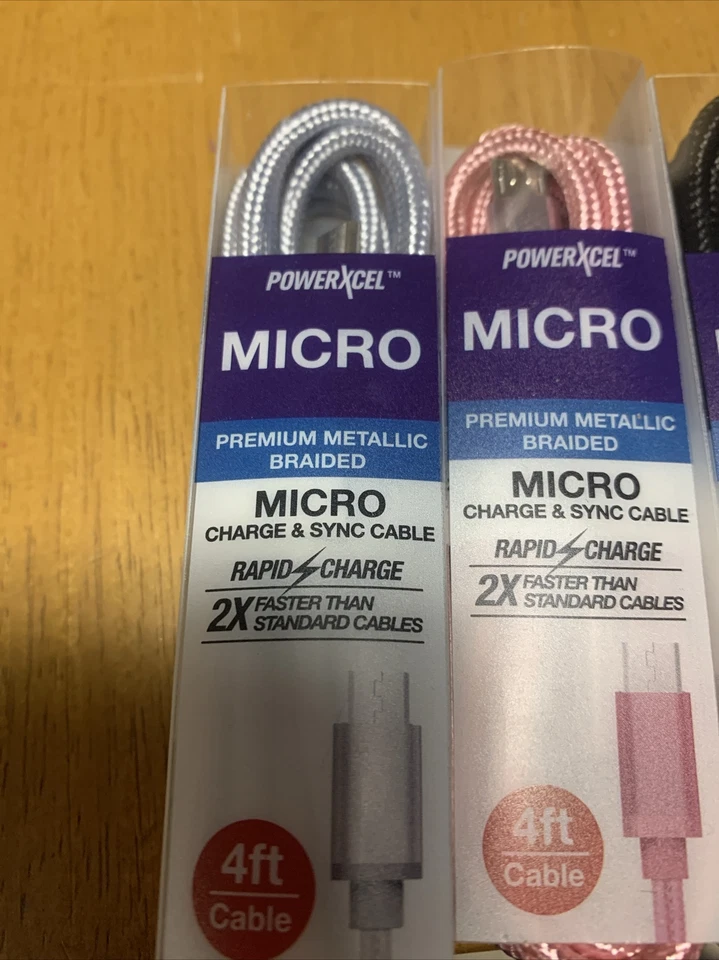 POWERXCEL™
MICRO
PREMIUM METALLIC
BRAIDED
MICRO
CHARGE & SYNC CABLE
RAPID CHARGE
2X FASTER THAN
STANDARD CABLES
4ft
Cable
POWERXCEL™
MICRO
PREMIUM METALLIC
BRAIDED
MICRO
CHARGE & SYNC CABLE
RAPID CHARGE
2X FASTER THAN
STANDARD CABLES
4ft
Cable